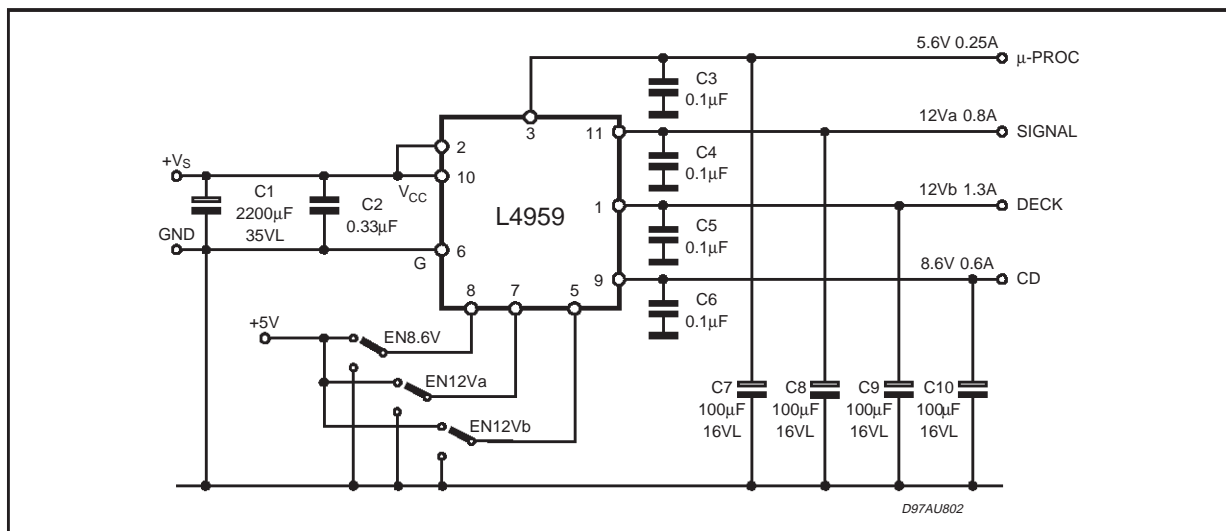 5.6V 0.25A
μ-PROC
C3
0.1μF
3
11
12Va 0.8A
SIGNAL
2
+VS
C4
0.1μF
10
C1
2200μF
35VL
C2
0.33μF
VCC
L4959
1
12Vb 1.3A
DECK
C5
0.1μF
GND
G
6
8.6V 0.6A
9
CD
8
7
5
C6
0.1μF
+5V
EN8.6V
EN12Va
EN12Vb
C7
100μF
16VL
C8
100μF
16VL
C9
100μF
16VL
C10
100μF
16VL
D97AU802